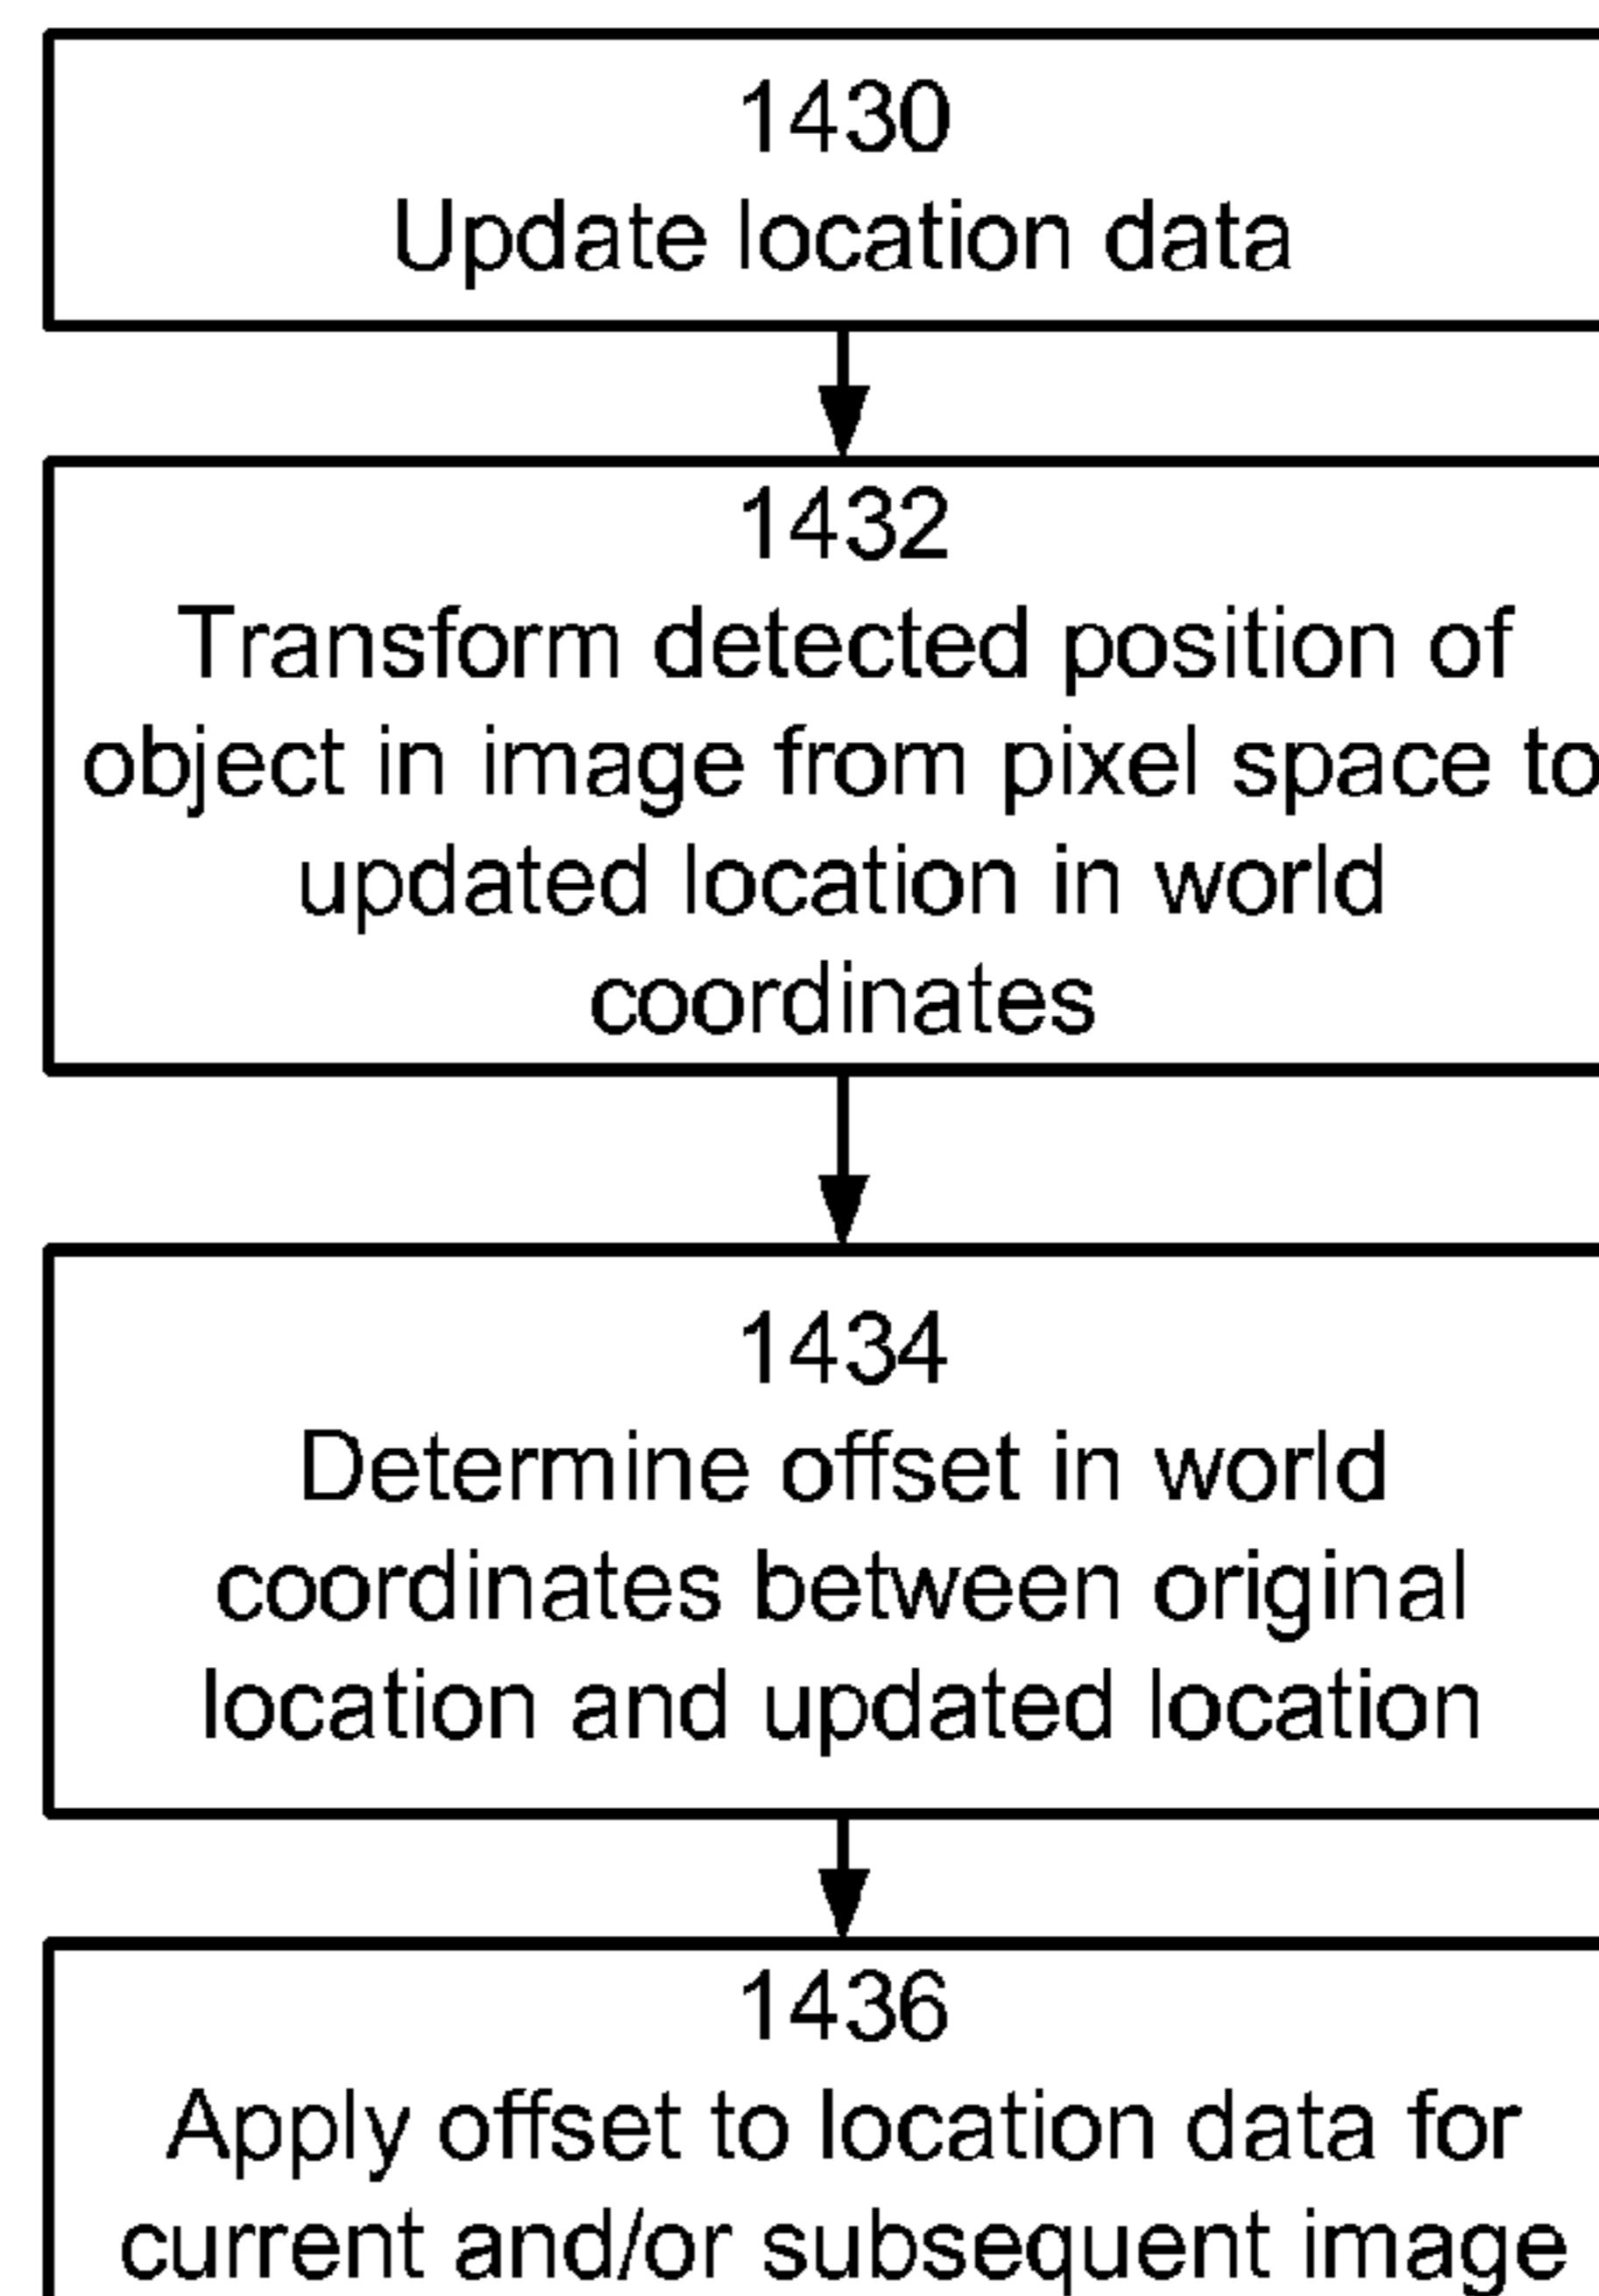 1430
Update location data
1432
Transform detected position of
object in image from pixel space to
updated location in world
coordinates
1434
Determine offset in world
coordinates between original
location and updated location
1436
Apply offset to location data for
current and/or subsequent image